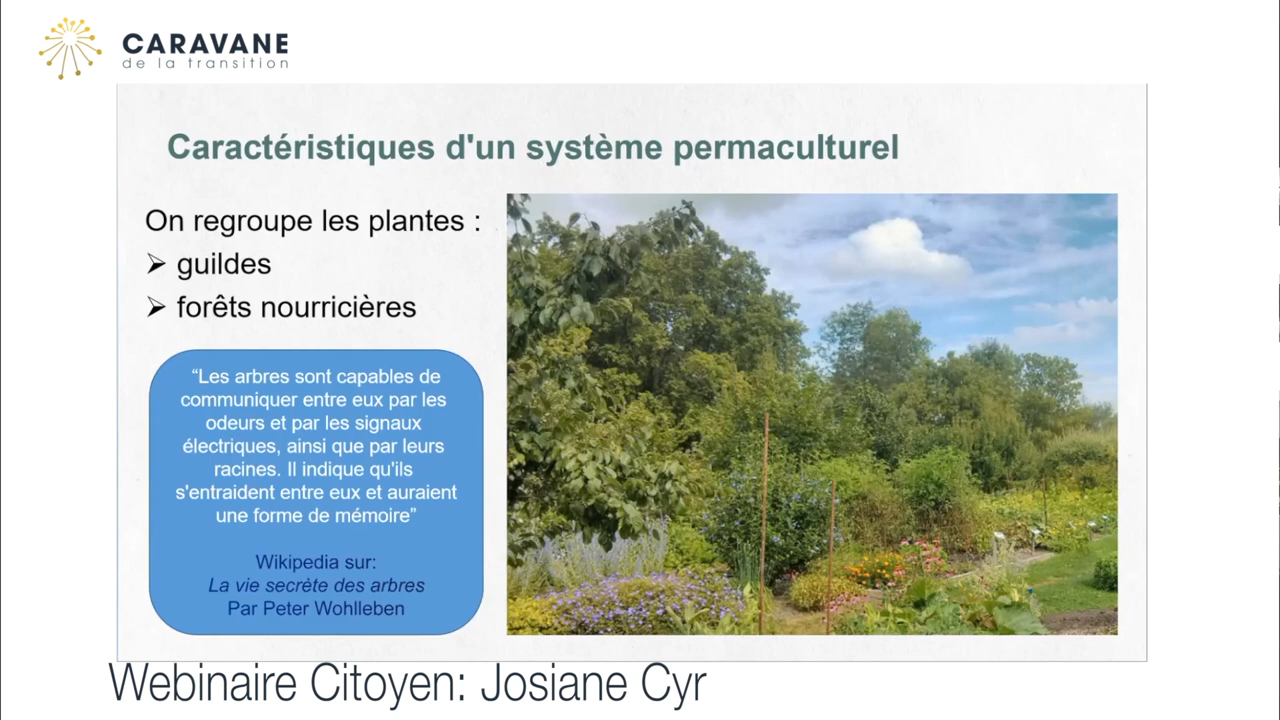 CARAVANE
de la transition
Caractéristiques d'un système permaculturel
On regroupe les plantes :
➢ guildes
➢ forêts nourricières
“Les arbres sont capables de
communiquer entre eux par les
odeurs et par les signaux
électriques, ainsi que par leurs
racines. Il indique qu'ils
s'entraident entre eux et auraient
une forme de mémoire”
Wikipedia sur:
La vie secrète des arbres
Par Peter Wohlleben
Webinaire Citoyen: Josiane Cyr